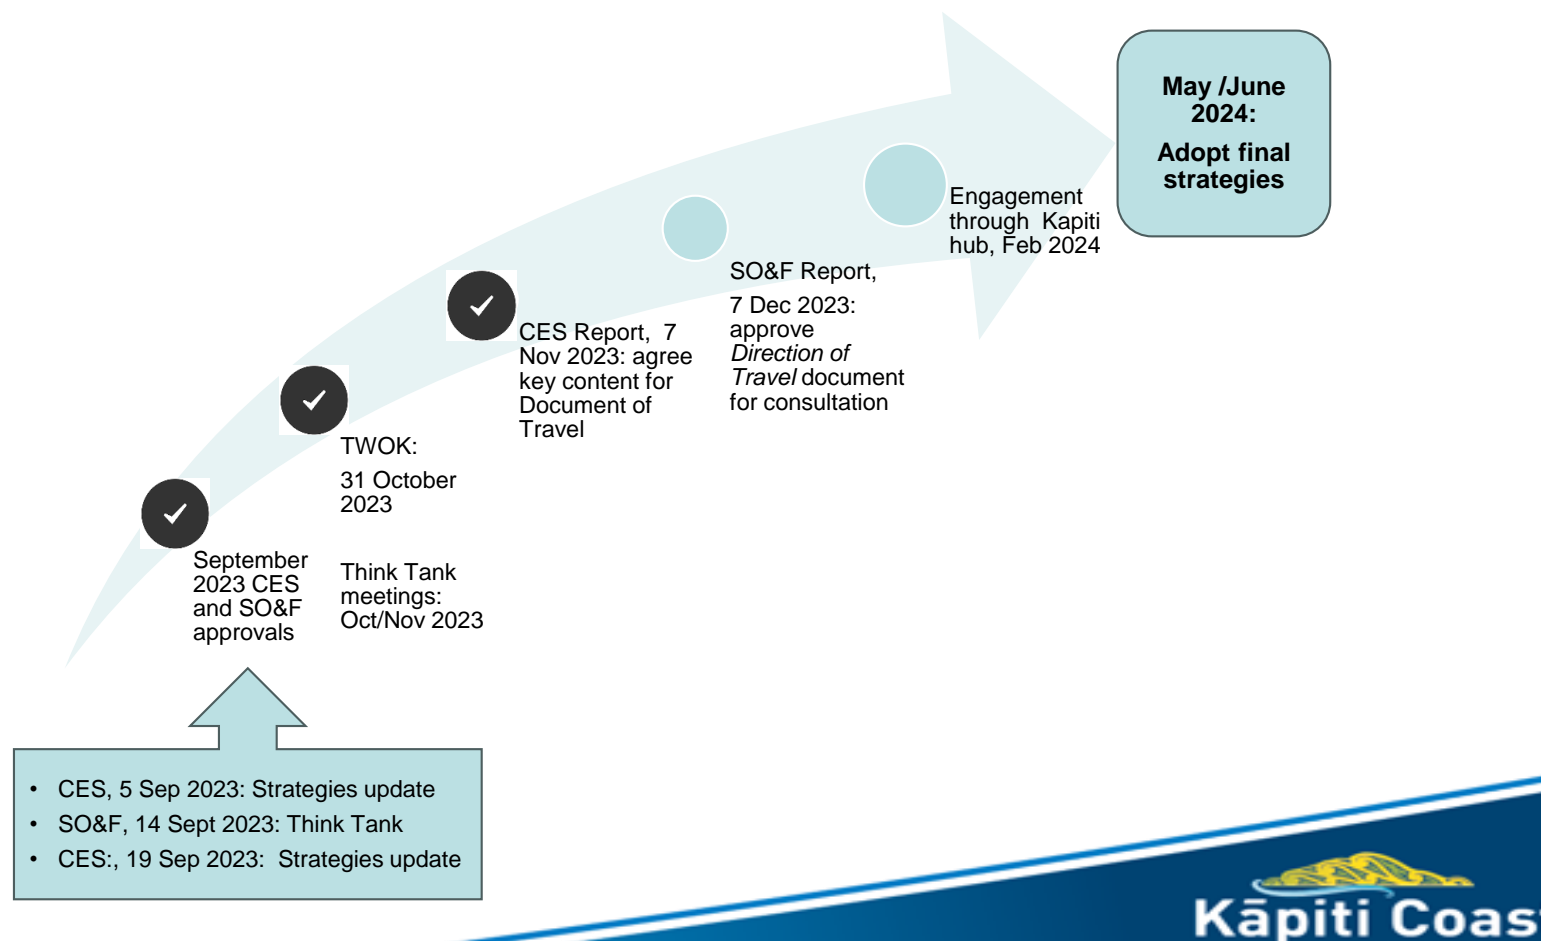 May /June
2024:
Adopt final
strategies
Engagement
through Kapiti
hub, Feb 2024
SO&F Report,
7 Dec 2023:
approve
Direction of
Travel document
for consultation
CES Report, 7
Nov 2023: agree
key content for
Document of
Travel
TWOK:
31 October
2023
Think Tank
meetings:
Oct/Nov 2023
September
2023 CES
and SO&F
approvals
• CES, 5 Sep 2023: Strategies update
• SO&F, 14 Sept 2023: Think Tank
• CES:, 19 Sep 2023: Strategies update
Kāpiti Coas